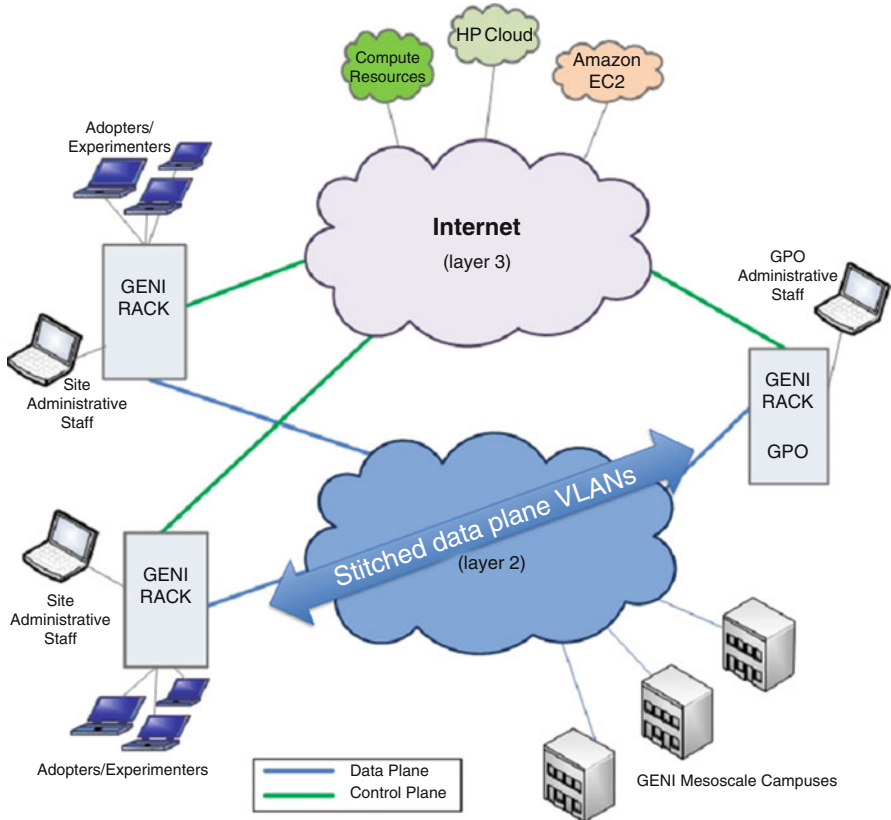 HP Cloud
Compute
Resources
Amazon
EC2
Adopters/
Experimenters
Internet
(layer 3)
GPO
Administrative
Staff
GENI
RACK
Site
Administrative
Staff
GENI
RACK
GPO
Stitched data plane VLANs
(layer 2)
GENI
RACK
Site
Administrative
Staff
Adopters/Experimenters
Data Plane
Control Plane
GENI Mesoscale Campuses